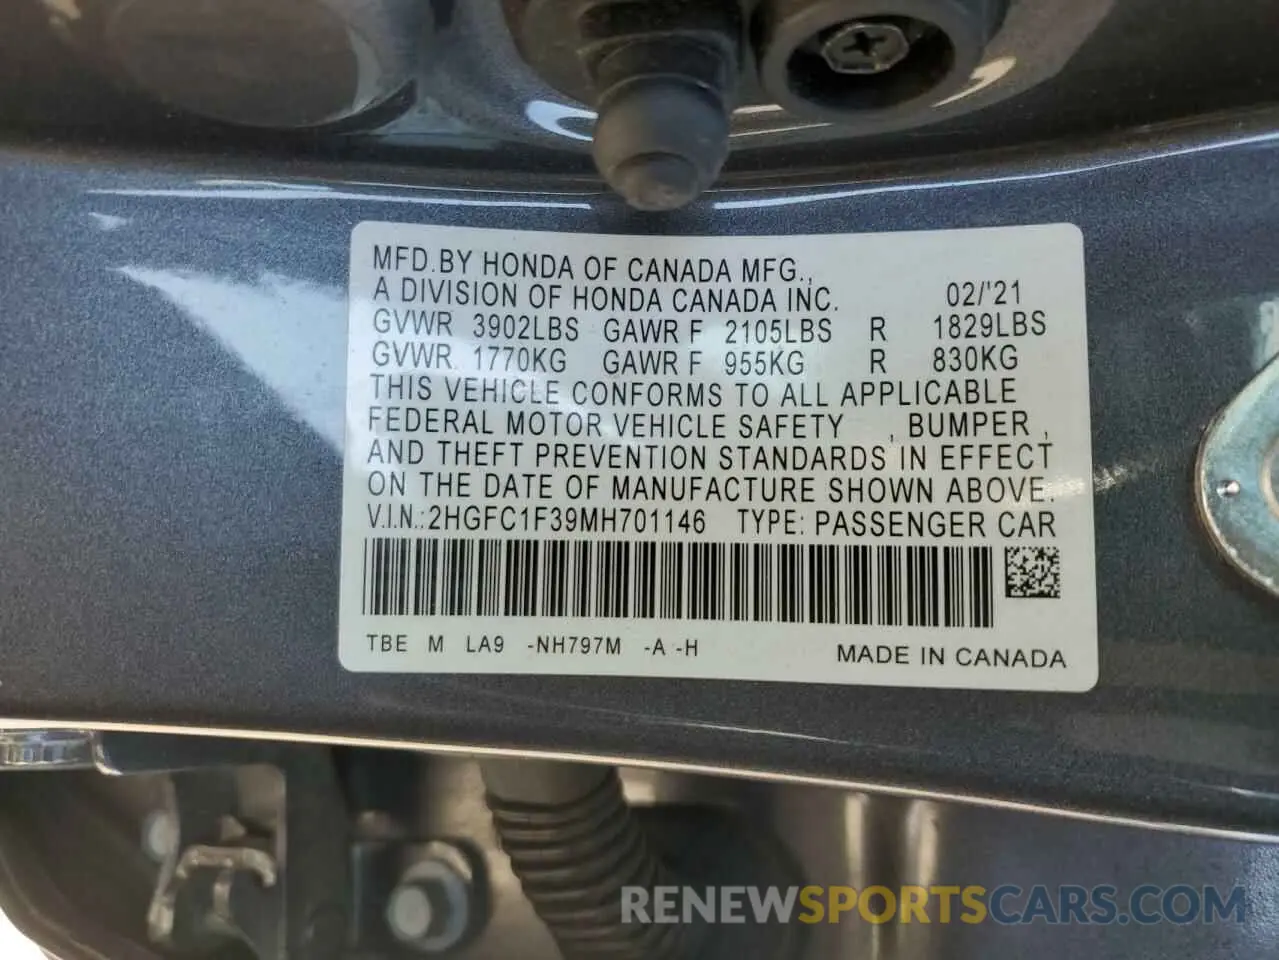 MFD.BY HONDA OF CANADA MFG.,
A DIVISION OF HONDA CANADA INC. 02/'21
GVWR 3902LBS GAWR F 2105LBS R 1829LBS
GVWR. 1770KG GAWR F 955KG R 830KG
THIS VEHICLE CONFORMS TO ALL APPLICABLE
FEDERAL MOTOR VEHICLE SAFETY , BUMPER ,
AND THEFT PREVENTION STANDARDS IN EFFECT
ON THE DATE OF MANUFACTURE SHOWN ABOVE.
V.I.N.:2HGFC1F39MH701146 TYPE: PASSENGER CAR
TBE M LA9 -NH797M -A -H MADE IN CANADA
RENEWSPORTSCARS.COM